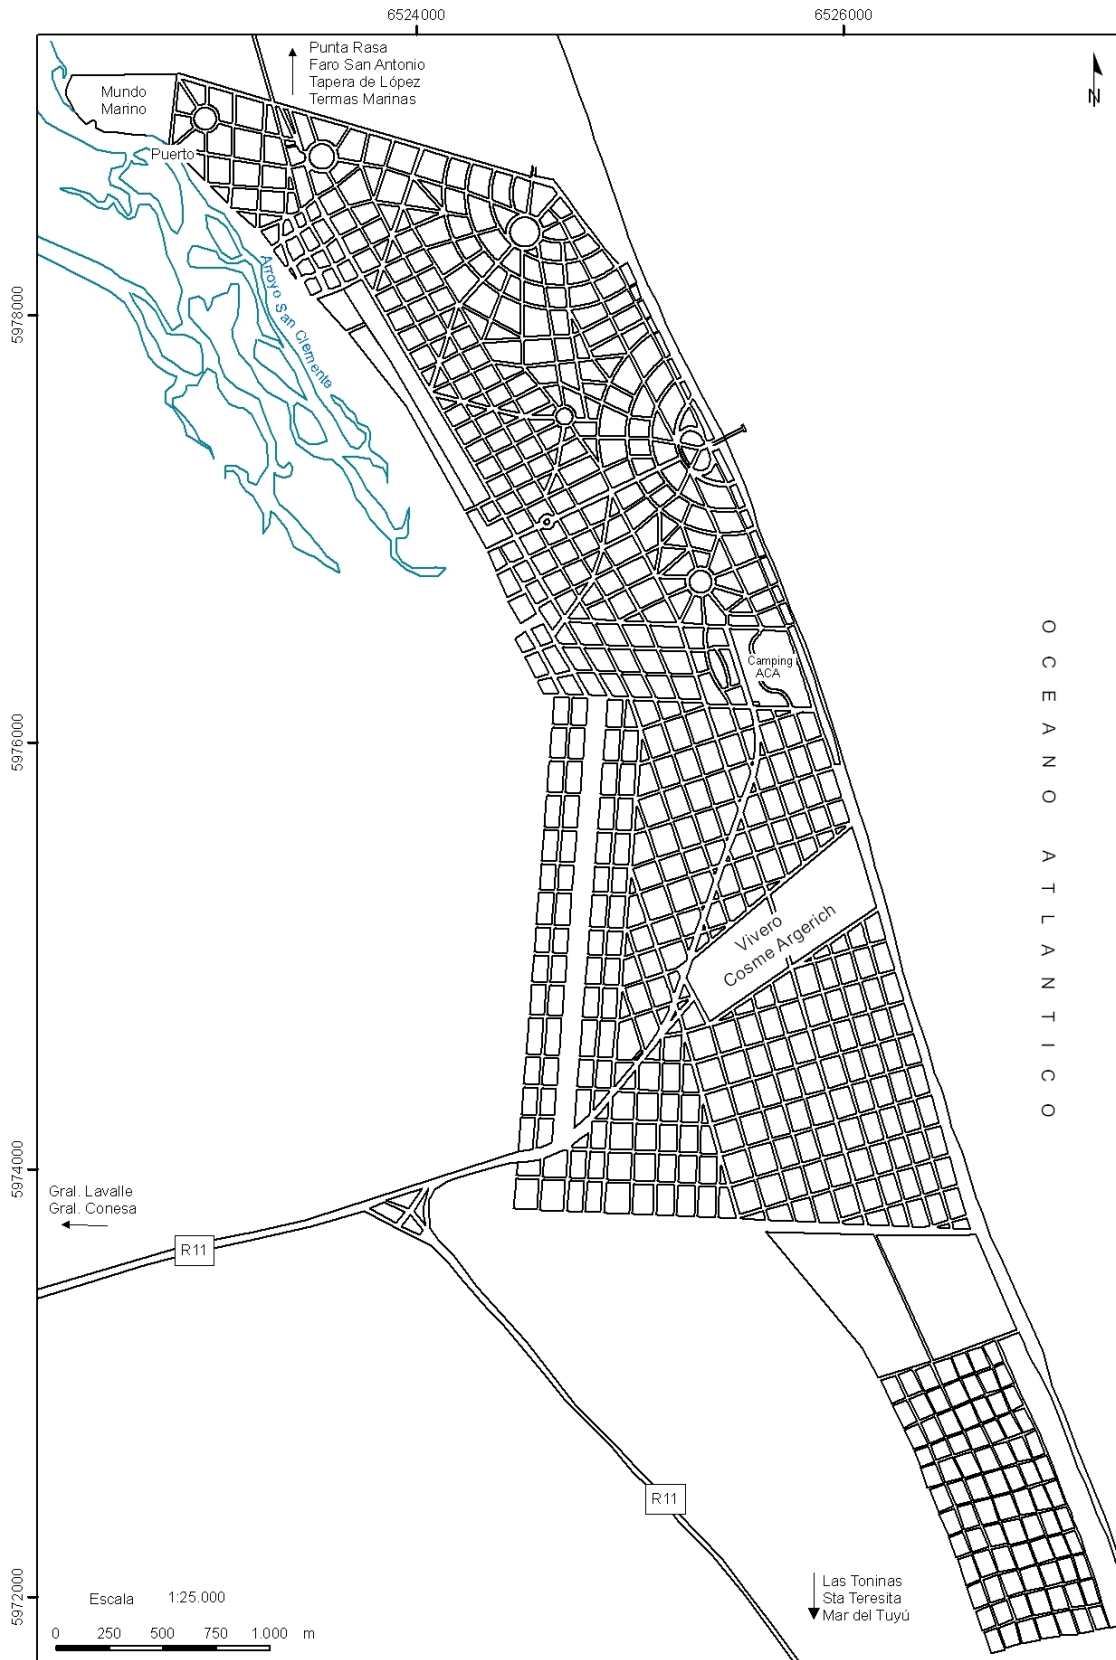 6524000
6526000
Punta Rasa
Faro San Antonio
Tapera de López
Termas Marinas
N
Mundo
Marino
Puerto
Arroyo San Clemente
5978000
Camping
ACA
OCEANO ATLANTICO
5976000
Vivero
Cosme Argerich
5974000
Gral. Lavalle
Gral. Conesa
R11
R11
5972000
Escala 1:25.000
0 250 500 750 1.000 m
Las Toninas
Sta Teresita
Mar del Tuyú